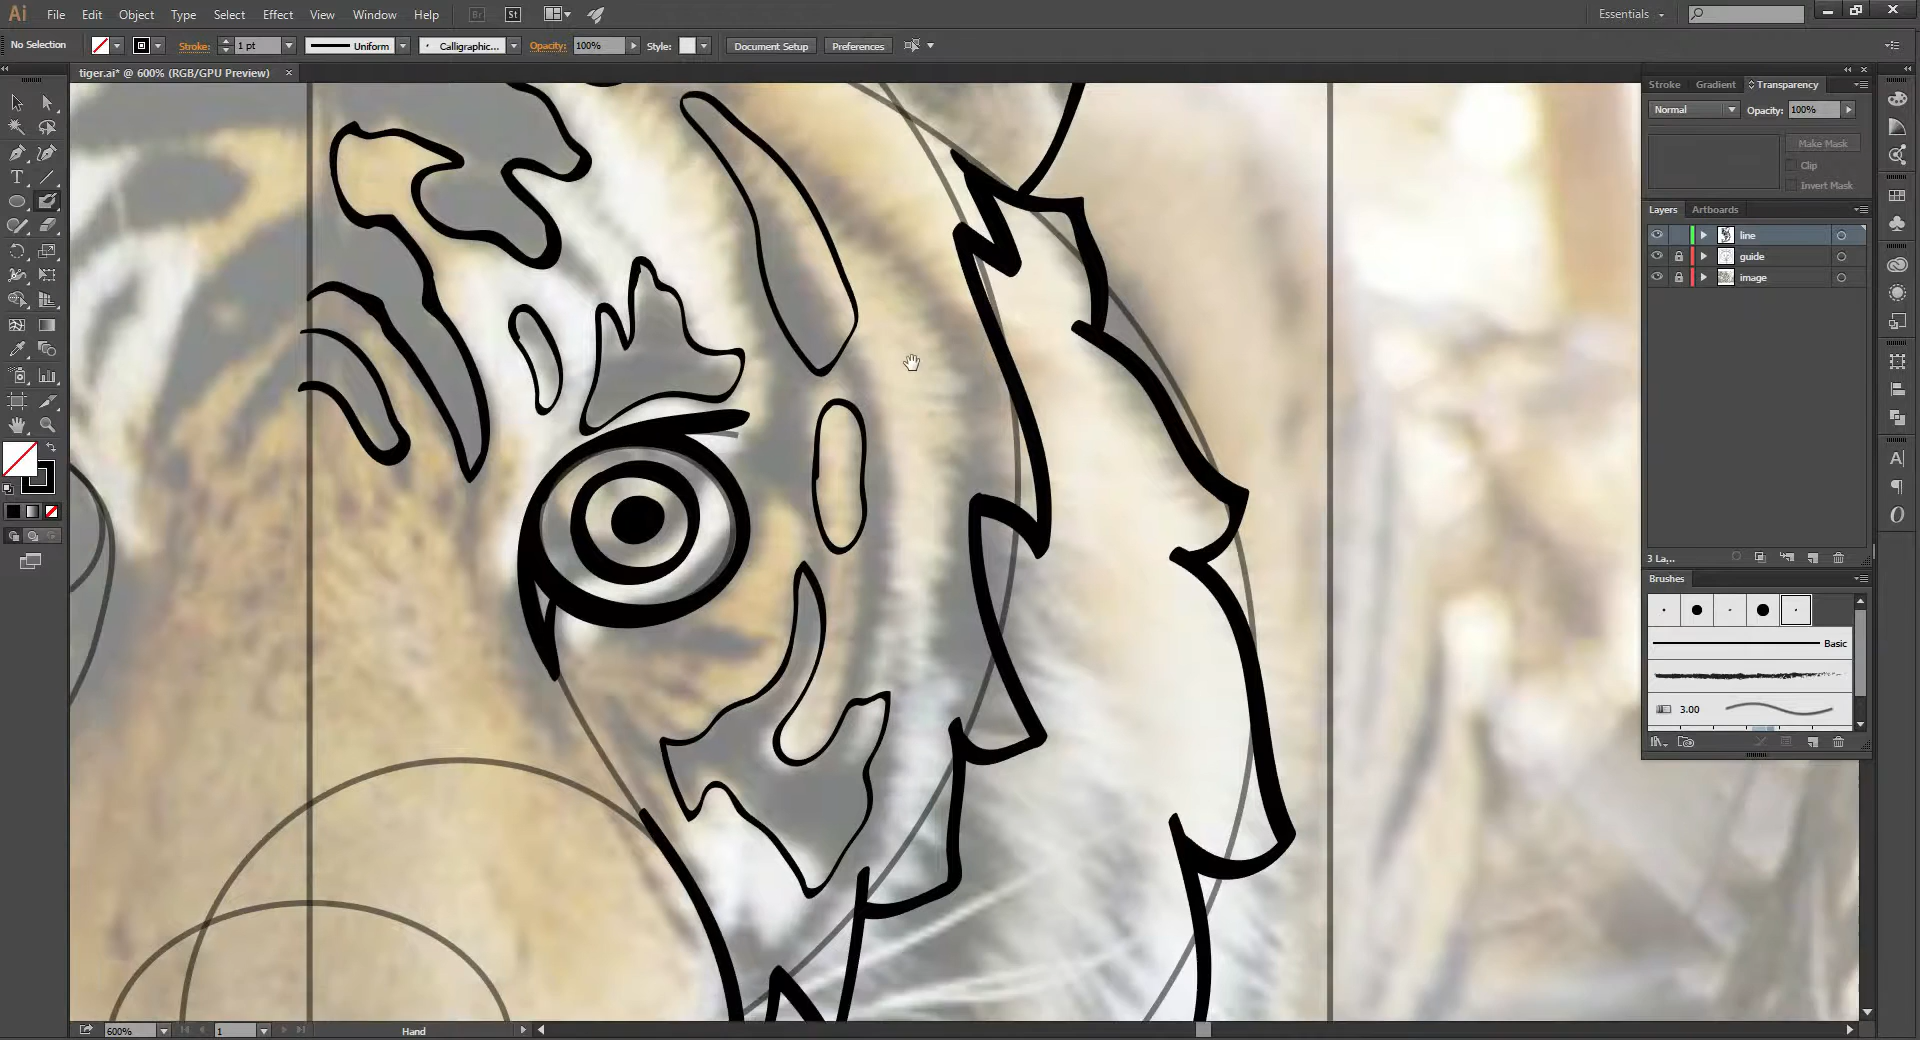 Ai File Edit Object Type Select Effect View Window Help Br St Essentials
No Selection Stroke: 1 pt Uniform Calligraphic... Opacity: 100% Style: Document Setup Preferences
tiger.ai* @ 600% (RGB/GPU Preview)
Stroke Gradient Transparency
Normal Opacity: 100%
Make Mask
Clip
Invert Mask
Layers Artboards
line
guide
image
3 La...
Brushes
Basic
3.00
600% 1 Hand